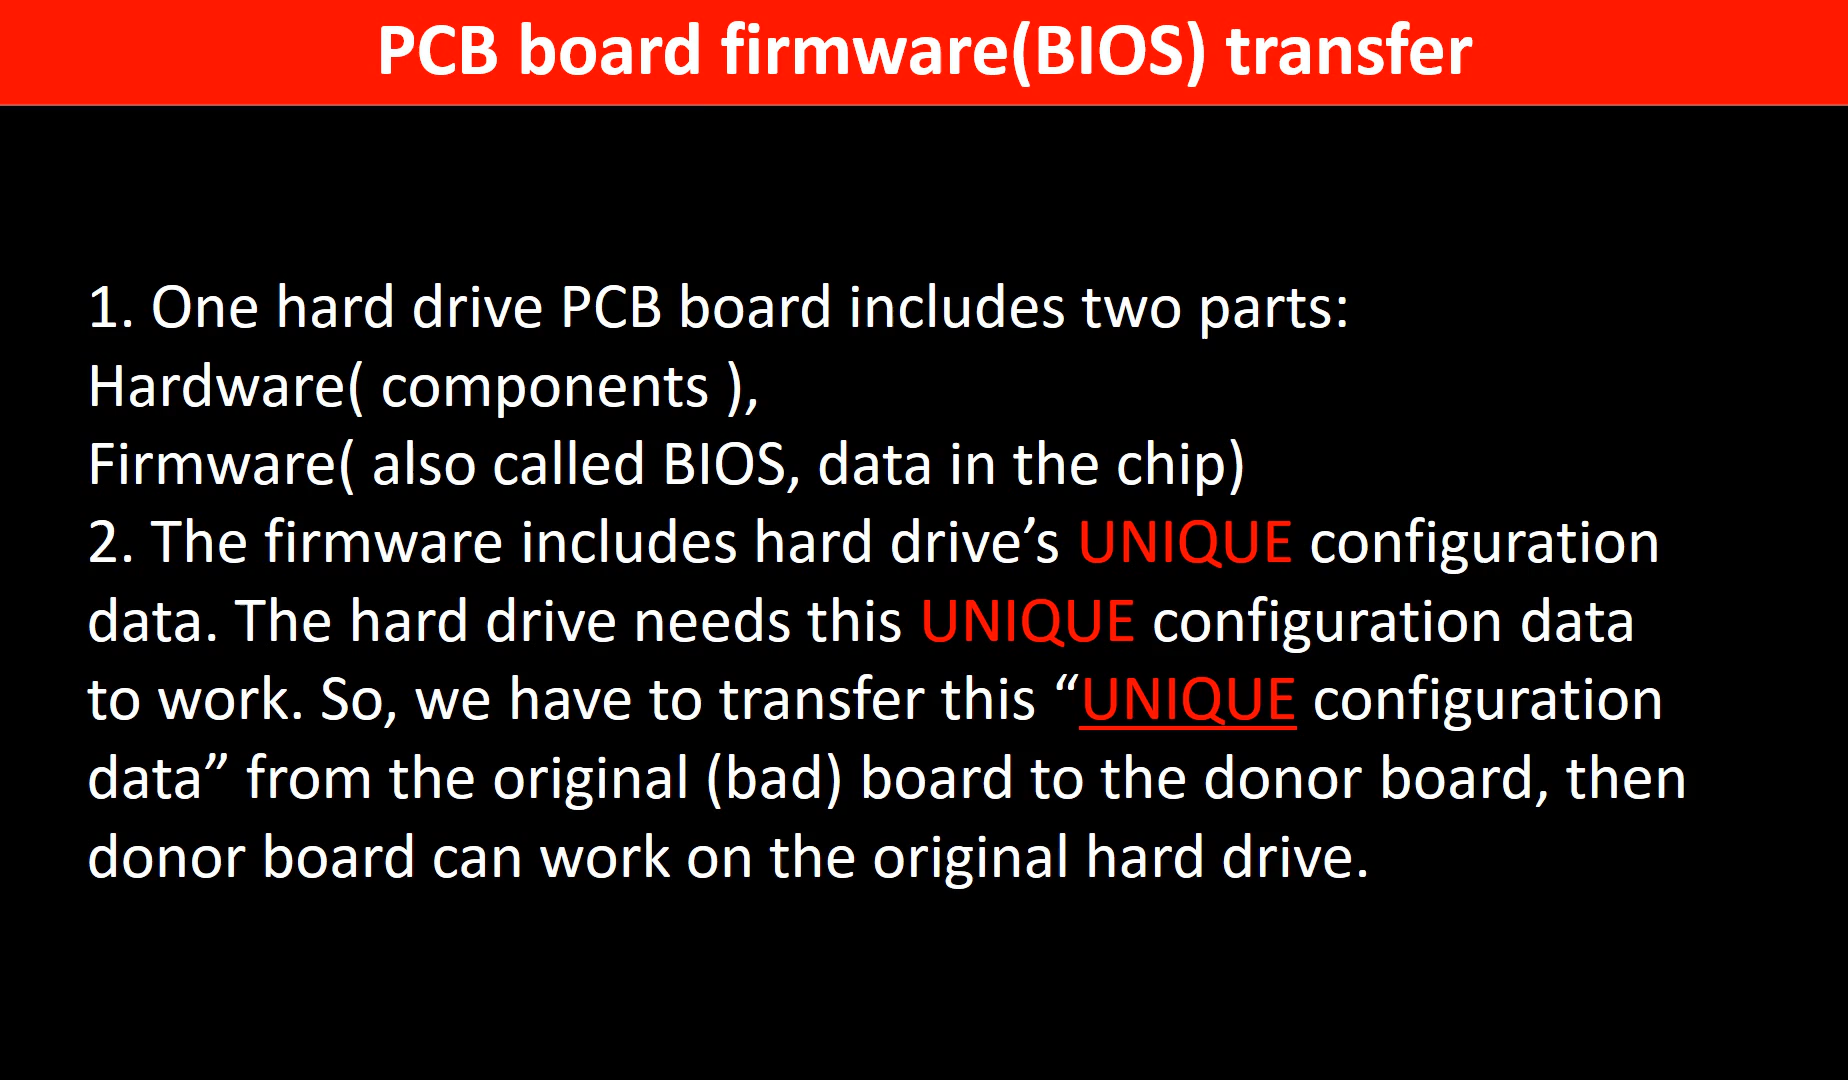 PCB board firmware(BIOS) transfer
1. One hard drive PCB board includes two parts:
Hardware( components ),
Firmware( also called BIOS, data in the chip)
2. The firmware includes hard drive’s UNIQUE configuration
data. The hard drive needs this UNIQUE configuration data
to work. So, we have to transfer this “UNIQUE configuration
data” from the original (bad) board to the donor board, then
donor board can work on the original hard drive.